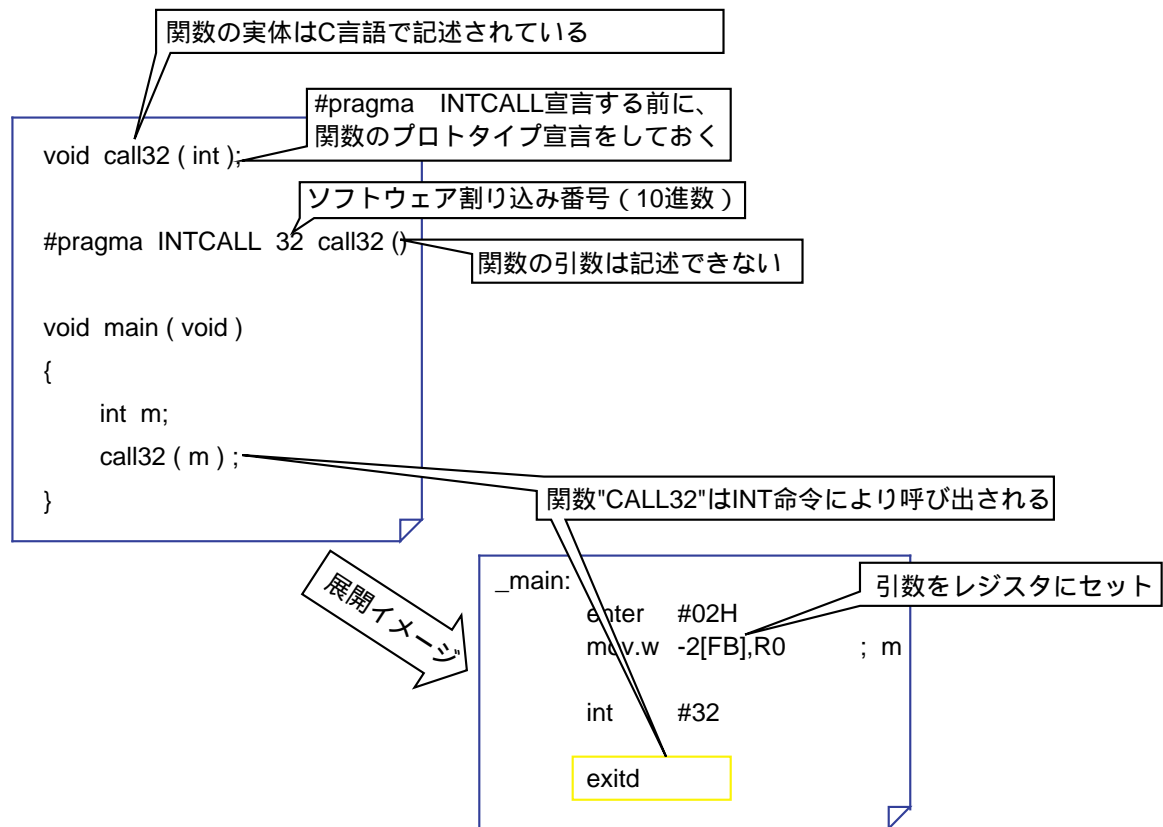 関数の実体はC言語で記述されている
#pragma INTCALL宣言する前に、
関数のプロトタイプ宣言をしておく
void call32 ( int );
ソフトウェア割り込み番号（10進数）
#pragma INTCALL 32 call32 ()
関数の引数は記述できない
void main ( void )
{
int m;
call32 ( m ) ;
}
関数"CALL32"はINT命令により呼び出される
展開イメージ
_main:
引数をレジスタにセット
enter #02H
mov.w -2[FB],R0 ; m
int #32
exitd